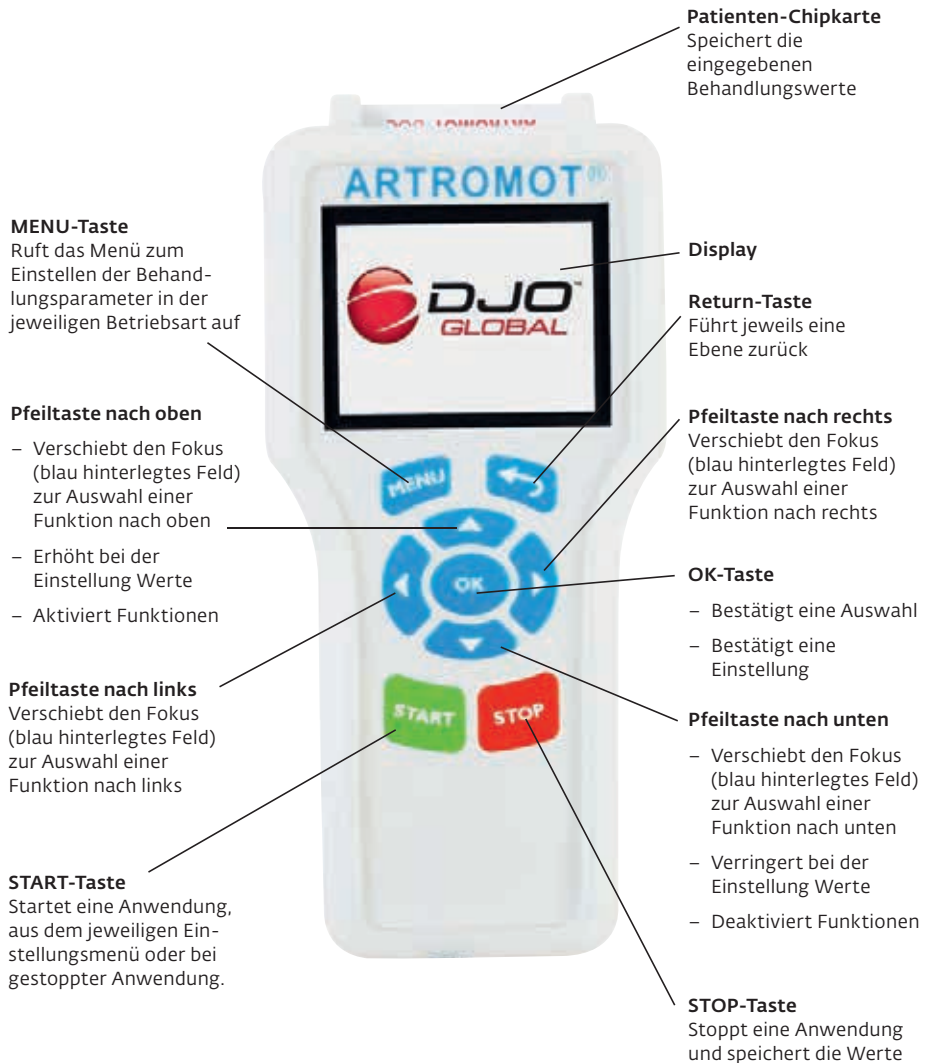 Patienten-Chipkarte
Speichert die
eingegebenen
Behandlungswerte
ARTROMOT®
MENU-Taste
Ruft das Menü zum
Einstellen der Behand-
lungsparameter in der
jeweiligen Betriebsart auf
DJO™
GLOBAL
Display
Return-Taste
Führt jeweils eine
Ebene zurück
Pfeiltaste nach oben
– Verschiebt den Fokus
(blau hinterlegtes Feld)
zur Auswahl einer
Funktion nach oben
– Erhöht bei der
Einstellung Werte
– Aktiviert Funktionen
Pfeiltaste nach rechts
Verschiebt den Fokus
(blau hinterlegtes Feld)
zur Auswahl einer
Funktion nach rechts
MENU
OK
OK-Taste
– Bestätigt eine Auswahl
– Bestätigt eine
Einstellung
Pfeiltaste nach links
Verschiebt den Fokus
(blau hinterlegtes Feld)
zur Auswahl einer
Funktion nach links
START
STOP
Pfeiltaste nach unten
– Verschiebt den Fokus
(blau hinterlegtes Feld)
zur Auswahl einer
Funktion nach unten
– Verringert bei der
Einstellung Werte
– Deaktiviert Funktionen
START-Taste
Startet eine Anwendung,
aus dem jeweiligen Ein-
stellungsmenü oder bei
gestoppter Anwendung.
STOP-Taste
Stoppt eine Anwendung
und speichert die Werte